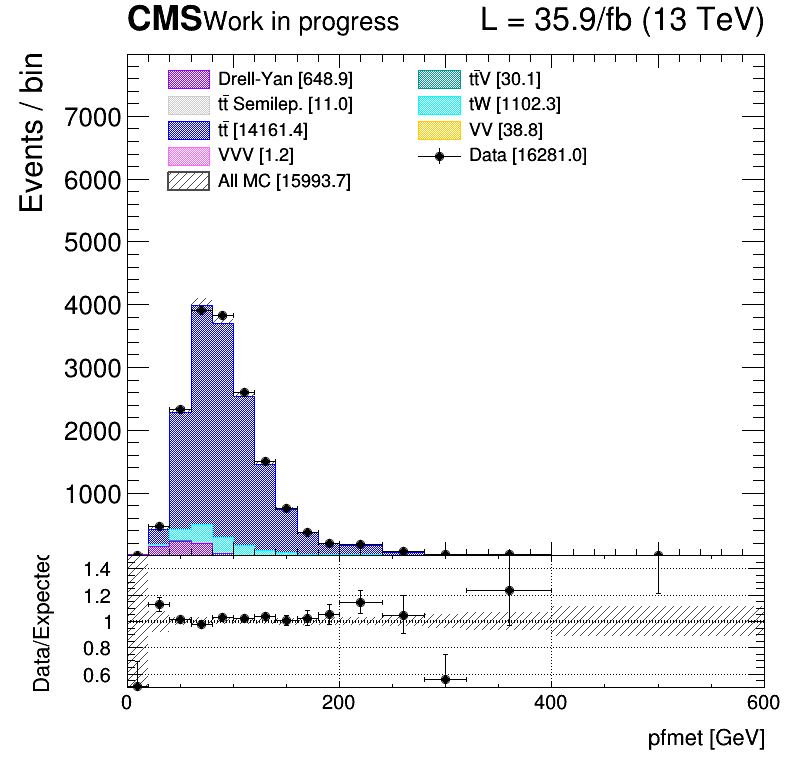 CMS Work in progress L = 35.9/fb (13 TeV)
Events / bin
Drell-Yan [648.9]
tt̄ Semilep. [11.0]
tt̄ [14161.4]
VVV [1.2]
All MC [15993.7]
tt̄V [30.1]
tW [1102.3]
VV [38.8]
Data [16281.0]
7000
6000
5000
4000
3000
2000
1000
Data/Expected
1.4
1.2
1
0.8
0.6
0 200 400 600
pfmet [GeV]